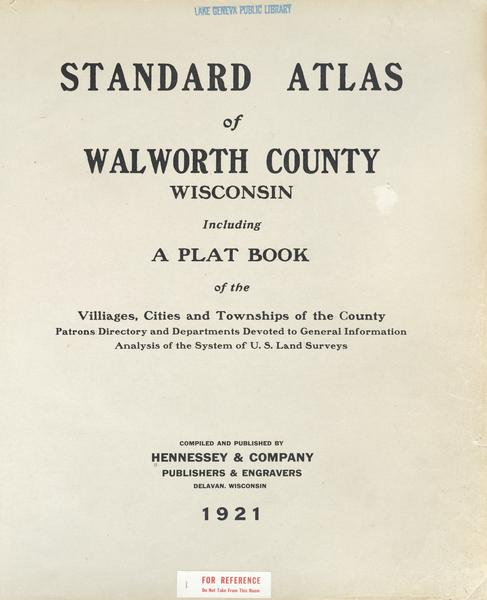 LAKE GENEVA PUBLIC LIBRARY
STANDARD ATLAS
of
WALWORTH COUNTY
WISCONSIN
Including
A PLAT BOOK
of the
Villiages, Cities and Townships of the County
Patrons Directory and Departments Devoted to General Information
Analysis of the System of U. S. Land Surveys
COMPILED AND PUBLISHED BY
HENNESSEY & COMPANY
PUBLISHERS & ENGRAVERS
DELAVAN, WISCONSIN
1921
FOR REFERENCE
Do Not Take From This Room